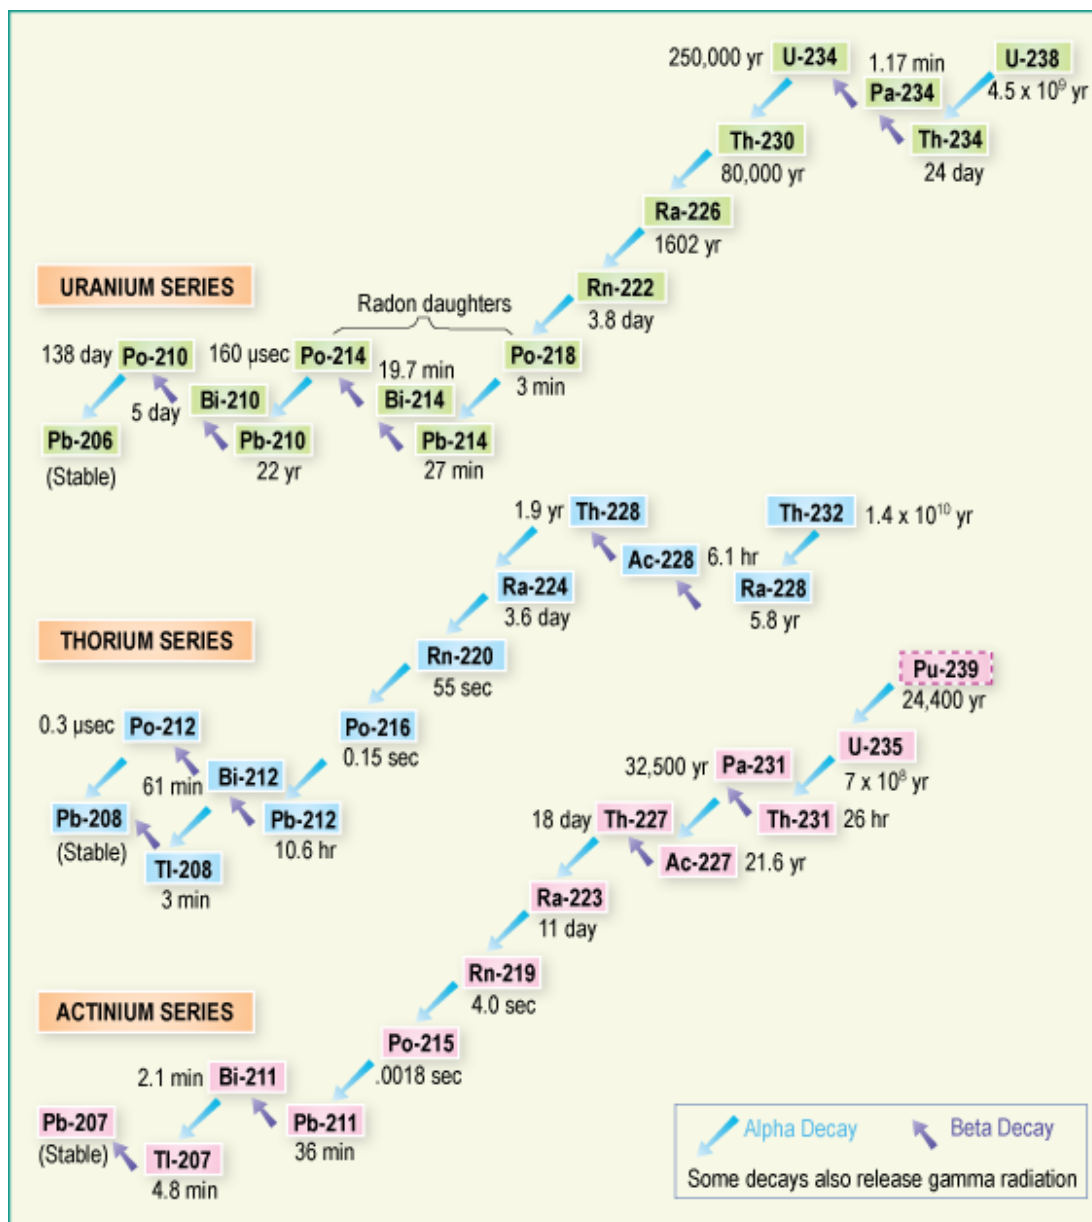 250,000 yr U-234 1.17 min U-238
Pa-234 4.5 x 10⁹ yr
Th-230 Th-234
80,000 yr 24 day
Ra-226
1602 yr
URANIUM SERIES Rn-222
Radon daughters 3.8 day
138 day Po-210 160 µsec Po-214 Po-218
19.7 min 3 min
5 day Bi-210 Bi-214
Pb-206 Pb-210 Pb-214
(Stable) 22 yr 27 min
1.9 yr Th-228 Th-232 1.4 x 10¹⁰ yr
Ac-228 6.1 hr
Ra-224 Ra-228
3.6 day 5.8 yr
THORIUM SERIES Rn-220
55 sec Pu-239
24,400 yr
0.3 µsec Po-212 Po-216
0.15 sec U-235
32,500 yr Pa-231 7 x 10⁸ yr
61 min Bi-212
Pb-208 Pb-212 18 day Th-227 Th-231 26 hr
(Stable) 10.6 hr
Tl-208 Ac-227 21.6 yr
3 min Ra-223
11 day
Rn-219
4.0 sec
ACTINIUM SERIES
Po-215
.0018 sec
2.1 min Bi-211
Pb-207 Pb-211
(Stable) 36 min
Tl-207
4.8 min
Alpha Decay Beta Decay
Some decays also release gamma radiation